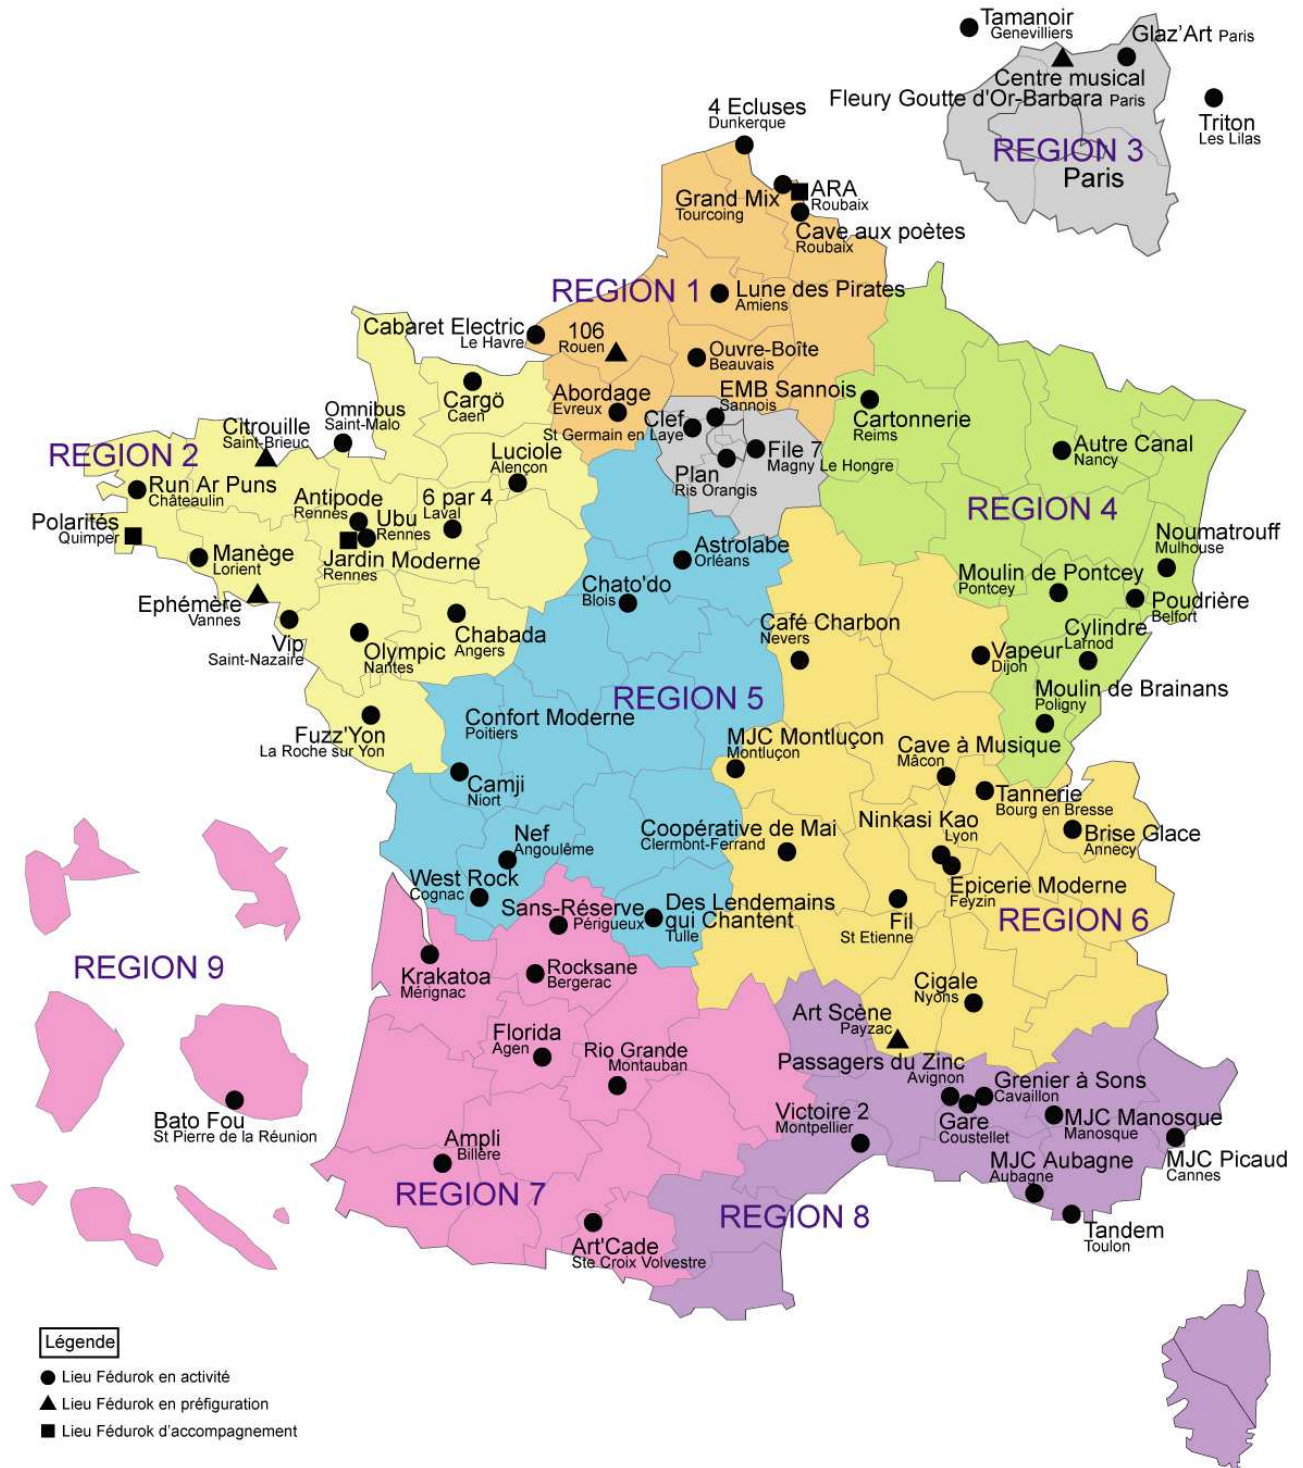 Tamanoir
Genevilliers
Glaz'Art Paris
Centre musical
Fleury Goutte d'Or-Barbara Paris
Triton
Les Lilas
REGION 3
Paris
4 Ecluses
Dunkerque
Grand Mix
Tourcoing
ARA
Roubaix
Cave aux poètes
Roubaix
REGION 1
Lune des Pirates
Amiens
Cabaret Electric
Le Havre
106
Rouen
Ouvre-Boîte
Beauvais
Abordage
Evreux
EMB Sannois
Sannois
Clef
St Germain en Laye
File 7
Magny Le Hongre
Plan
Ris Orangis
Cargö
Caen
Omnibus
Saint-Malo
Citrouille
Saint-Brieuc
REGION 2
Luciole
Alençon
Run Ar Puns
Châteaulin
Antipode
Rennes
6 par 4
Laval
Polarités
Quimper
Ubu
Rennes
Manège
Lorient
Jardin Moderne
Rennes
Ephémère
Vannes
Vip
Saint-Nazaire
Olympic
Nantes
Chabada
Angers
Fuzz'Yon
La Roche sur Yon
Cartonnerie
Reims
Autre Canal
Nancy
REGION 4
Noumatrouff
Mulhouse
Moulin de Pontcey
Pontcey
Poudrière
Belfort
Cylindre
Larnod
Moulin de Brainans
Poligny
Astrolabe
Orléans
Chato'do
Blois
REGION 5
Confort Moderne
Poitiers
Camji
Niort
Nef
Angoulême
West Rock
Cognac
Des Lendemains
qui Chantent
Tulle
Café Charbon
Nevers
Vapeur
Dijon
MJC Montluçon
Montluçon
Cave à Musique
Mâcon
Tannerie
Bourg en Bresse
Coopérative de Mai
Clermont-Ferrand
Ninkasi Kao
Lyon
Brise Glace
Annecy
Epicerie Moderne
Feyzin
Fil
St Etienne
REGION 6
Cigale
Nyons
Art Scène
Payzac
Sans-Réserve
Périgueux
Krakatoa
Mérignac
Rocksane
Bergerac
Florida
Agen
Rio Grande
Montauban
Ampli
Billère
REGION 7
Art'Cade
Ste Croix Volvestre
Passagers du Zinc
Avignon
Grenier à Sons
Cavaillon
Gare
Coustellet
Victoire 2
Montpellier
MJC Manosque
Manosque
MJC Aubagne
Aubagne
MJC Picaud
Cannes
REGION 8
Tandem
Toulon
REGION 9
Bato Fou
St Pierre de la Réunion
Légende
Lieu Fédurok en activité
Lieu Fédurok en préfiguration
Lieu Fédurok d'accompagnement